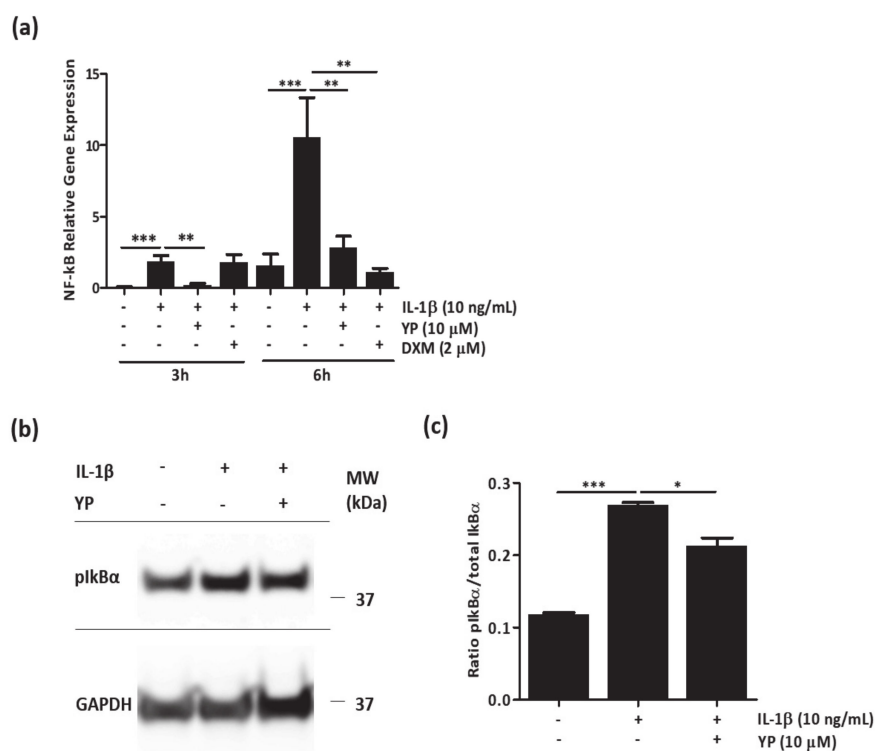 (a)
NF-kB Relative Gene Expression
15
10
5
0
*** ** *** ** **
- + + + - + + + IL-1β (10 ng/mL)
- - + - - - + - YP (10 μM)
- - - + - - - + DXM (2 μM)
3h 6h
(b)
IL-1β - + + MW
YP - - + (kDa)
pIkBα
37
GAPDH
37
(c)
Ratio pIkBα/total IkBα
0.3
0.2
0.1
0.0
*** *
- + + IL-1β (10 ng/mL)
- - + YP (10 μM)